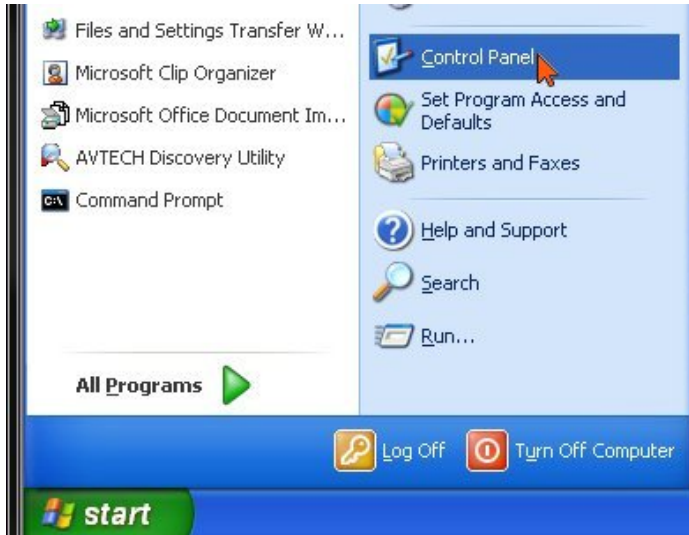 Files and Settings Transfer W...
Microsoft Clip Organizer
Microsoft Office Document Im...
AVTECH Discovery Utility
C:\
Command Prompt
All Programs
Control Panel
Set Program Access and
Defaults
Printers and Faxes
Help and Support
Search
Run...
Log Off
Turn Off Computer
start